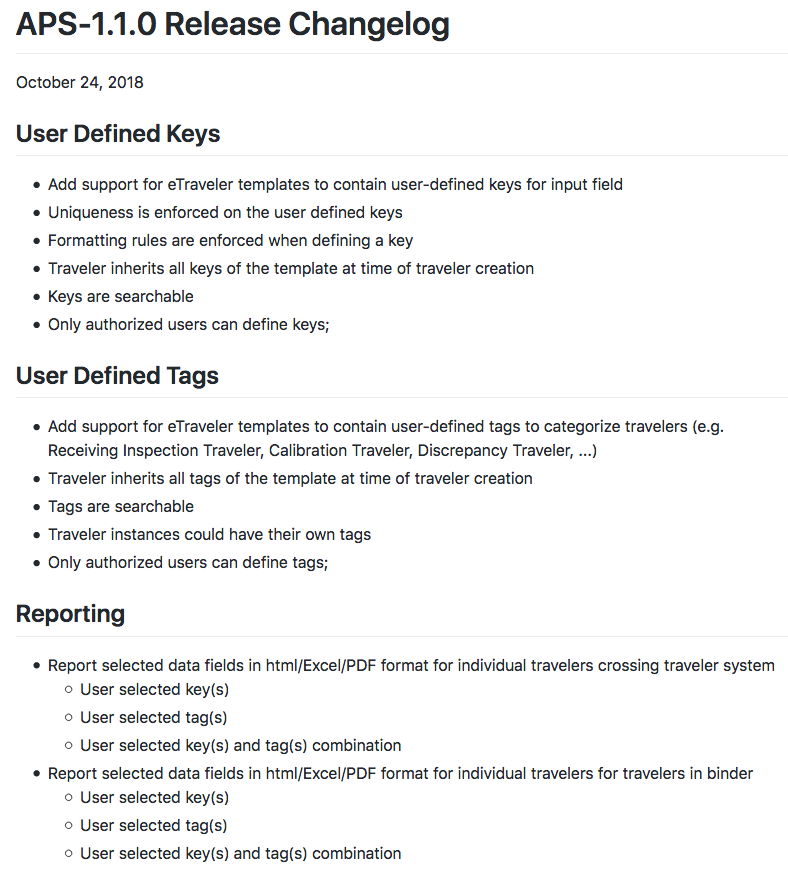 APS-1.1.0 Release Changelog
October 24, 2018
User Defined Keys
Add support for eTraveler templates to contain user-defined keys for input field
Uniqueness is enforced on the user defined keys
Formatting rules are enforced when defining a key
Traveler inherits all keys of the template at time of traveler creation
Keys are searchable
Only authorized users can define keys;
User Defined Tags
Add support for eTraveler templates to contain user-defined tags to categorize travelers (e.g.
Receiving Inspection Traveler, Calibration Traveler, Discrepancy Traveler, ...)
Traveler inherits all tags of the template at time of traveler creation
Tags are searchable
Traveler instances could have their own tags
Only authorized users can define tags;
Reporting
Report selected data fields in html/Excel/PDF format for individual travelers crossing traveler system
User selected key(s)
User selected tag(s)
User selected key(s) and tag(s) combination
Report selected data fields in html/Excel/PDF format for individual travelers for travelers in binder
User selected key(s)
User selected tag(s)
User selected key(s) and tag(s) combination